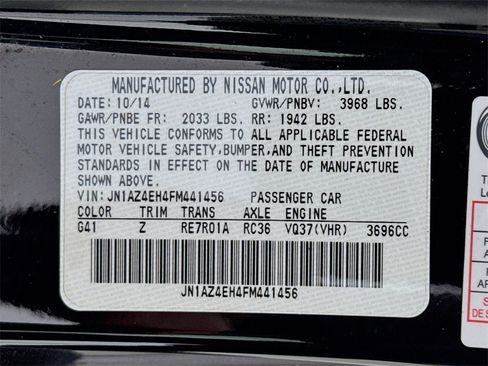 MANUFACTURED BY NISSAN MOTOR CO.,LTD.
DATE: 10/14 GVWR/PNBV: 3968 LBS.
GAWR/PNBE FR: 2033 LBS. RR: 1942 LBS.
THIS VEHICLE CONFORMS TO ALL APPLICABLE FEDERAL
MOTOR VEHICLE SAFETY,BUMPER,AND THEFT PREVENTION
STANDARDS IN EFFECT ON THE DATE OF MANUFACTURE
SHOWN ABOVE.
VIN: JN1AZ4EH4FM441456 PASSENGER CAR
COLOR TRIM TRANS AXLE ENGINE
G41 Z RE7R01A RC36 VQ37(VHR) 3696CC
JN1AZ4EH4FM441456